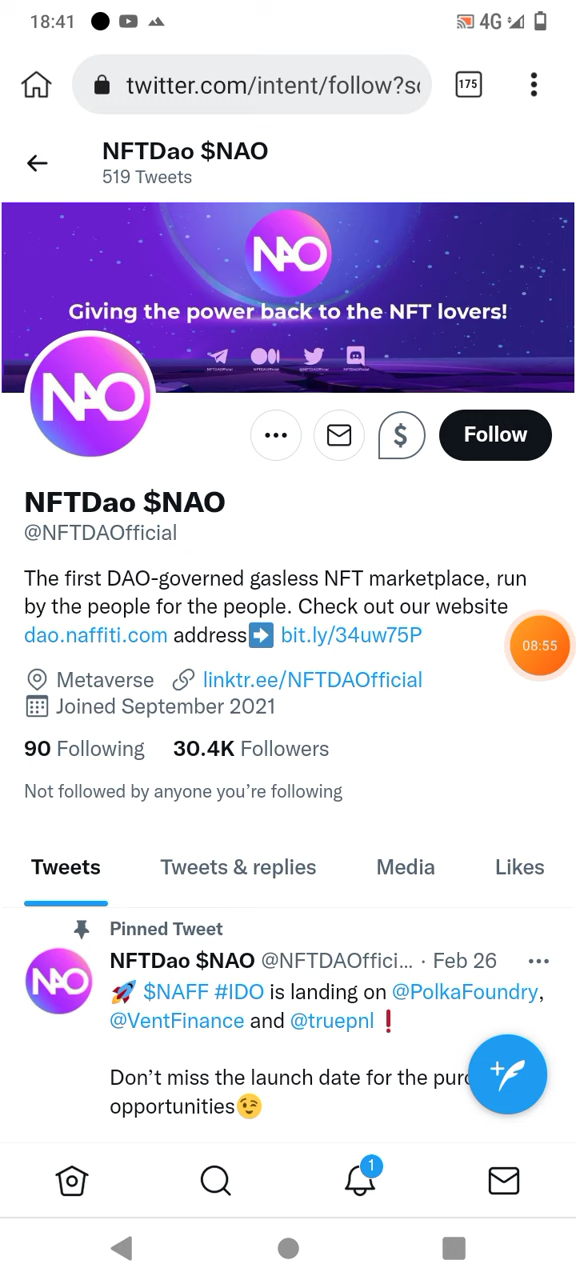 18:41
4G
twitter.com/intent/follow?sc
175
NFTDao $NAO
519 Tweets
NAO
Giving the power back to the NFT lovers!
NAO
$
Follow
NFTDao $NAO
@NFTDAOfficial
The first DAO-governed gasless NFT marketplace, run
by the people for the people. Check out our website
dao.naffiti.com address➡️ bit.ly/34uw75P
08:55
Metaverse linktr.ee/NFTDAOfficial
Joined September 2021
90 Following 30.4K Followers
Not followed by anyone you’re following
Tweets Tweets & replies Media Likes
Pinned Tweet
NAO
NFTDao $NAO @NFTDAOffici... · Feb 26
🚀 $NAFF #IDO is landing on @PolkaFoundry,
@VentFinance and @truepnl ❗
Don’t miss the launch date for the
opportunities😉
1